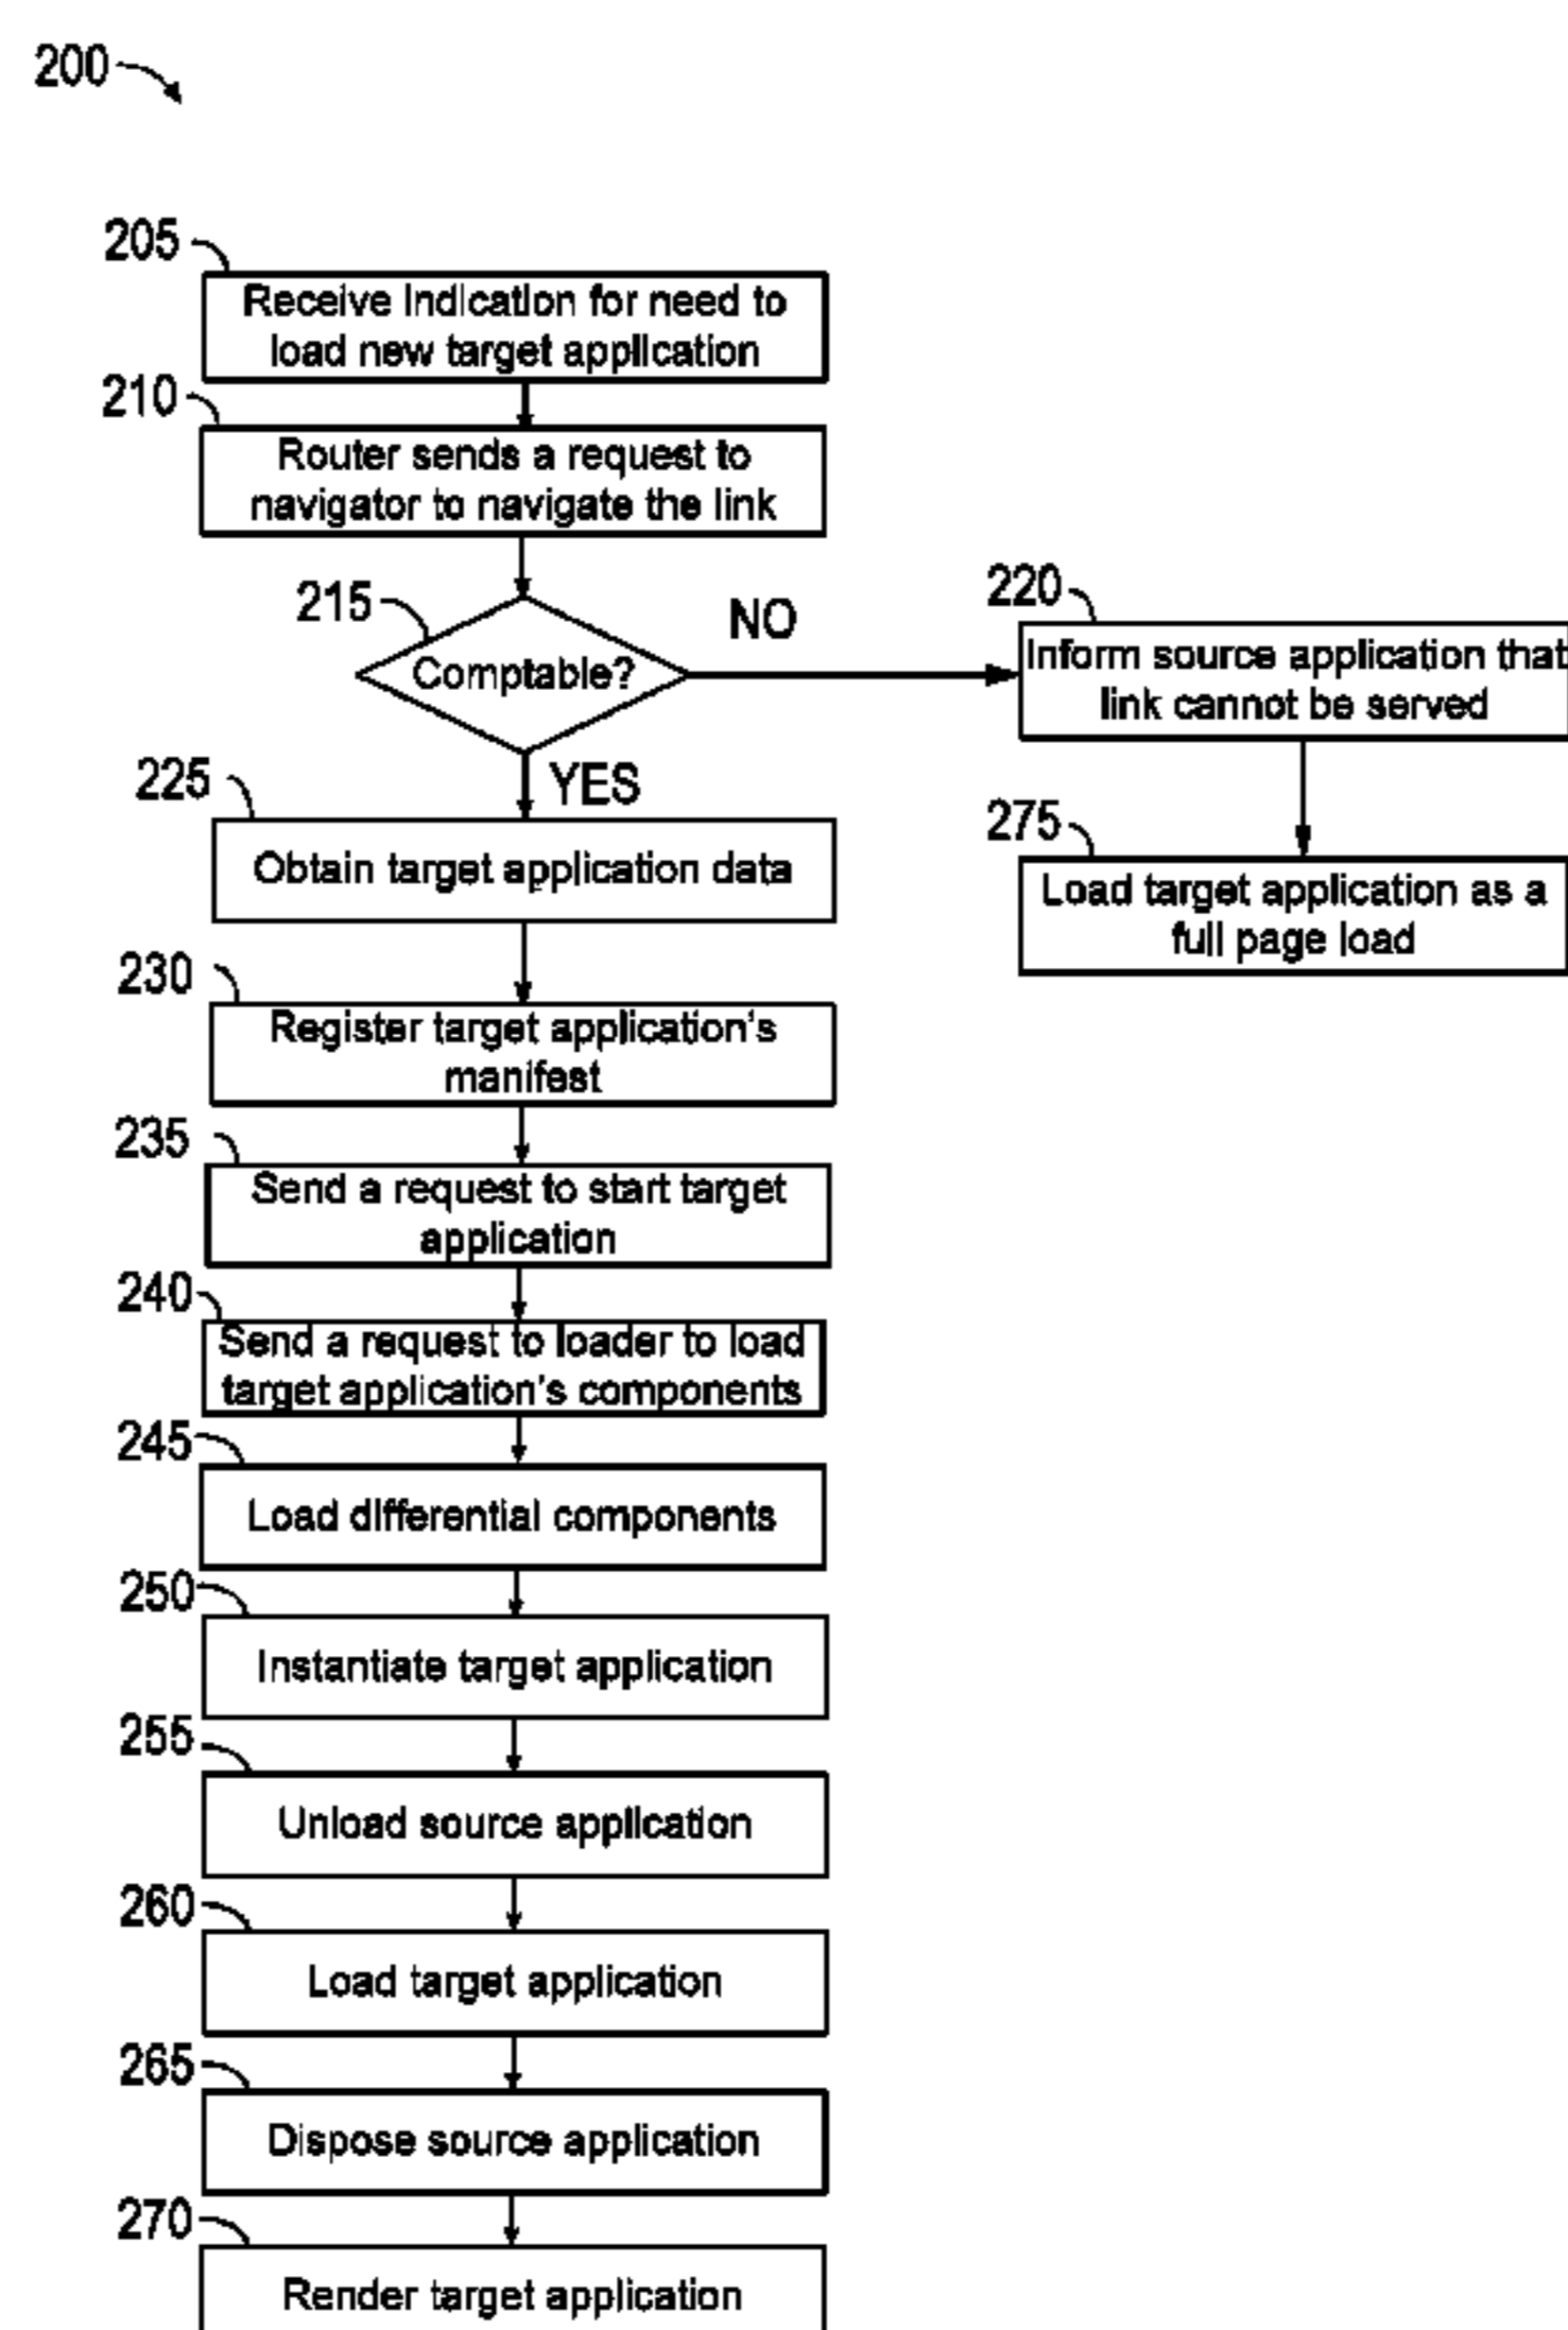 200
205
Receive indication for need to
load new target application
210
Router sends a request to
navigator to navigate the link
215
Comptable?
NO
220
Inform source application that
link cannot be served
YES
225
Obtain target application data
275
Load target application as a
full page load
230
Register target application's
manifest
235
Send a request to start target
application
240
Send a request to loader to load
target application's components
245
Load differential components
250
Instantiate target application
255
Unload source application
260
Load target application
265
Dispose source application
270
Render target application